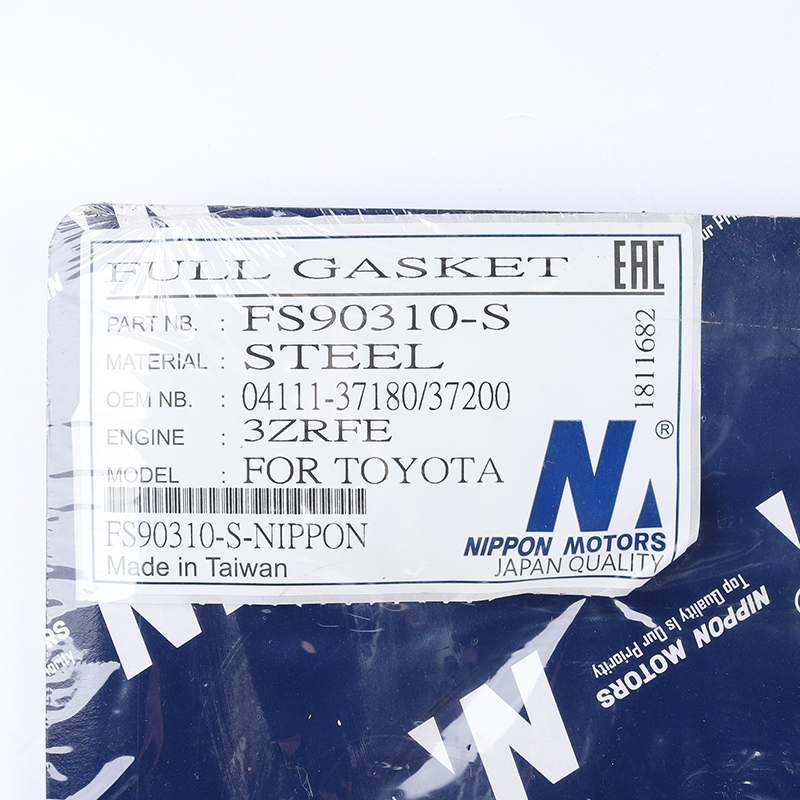 FULL GASKET
EAC
PART NB. : FS90310-S
MATERIAL : STEEL
OEM NB. : 04111-37180/37200
ENGINE : 3ZRFE
MODEL : FOR TOYOTA
1811682
FS90310-S-NIPPON
Made in Taiwan
N ®
NIPPON MOTORS
JAPAN QUALITY
NIPPON MOTORS
Top Quality Is Our Priority